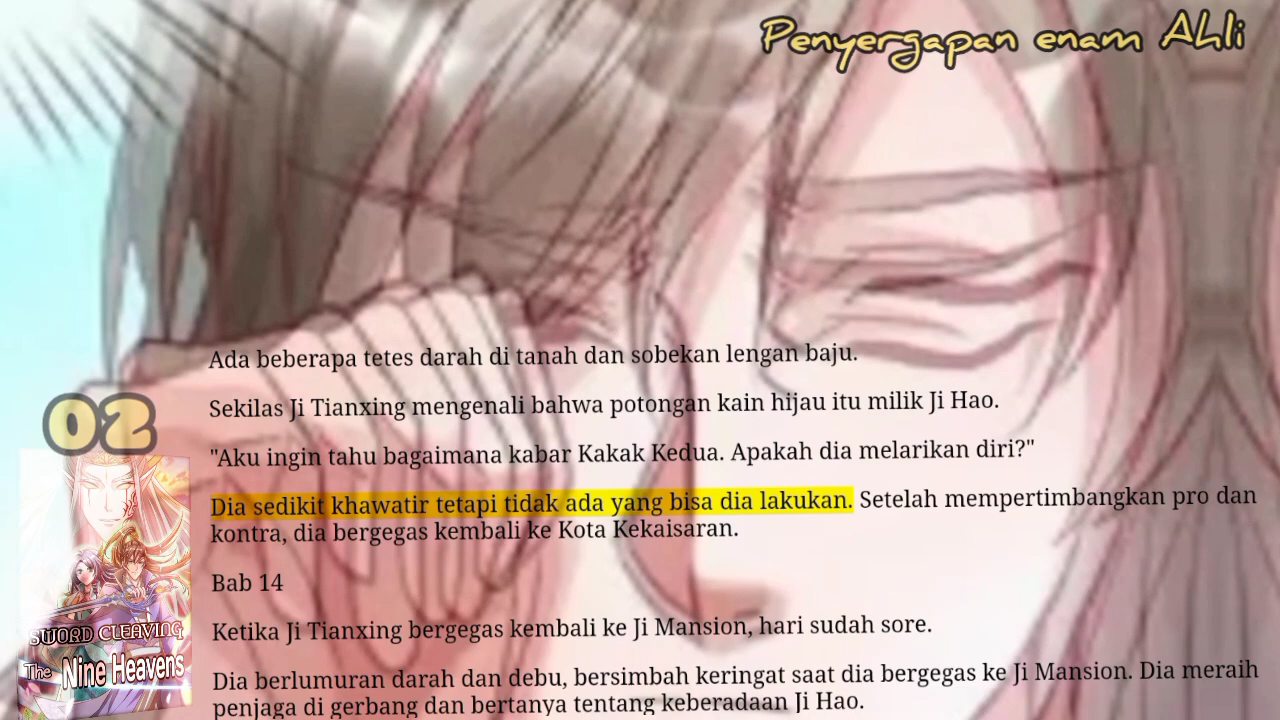 Penyergapan enam Ahli
Ada beberapa tetes darah di tanah dan sobekan lengan baju.
Sekilas Ji Tianxing mengenali bahwa potongan kain hijau itu milik Ji Hao.
"Aku ingin tahu bagaimana kabar Kakak Kedua. Apakah dia melarikan diri?"
Dia sedikit khawatir tetapi tidak ada yang bisa dia lakukan. Setelah mempertimbangkan pro dan
kontra, dia bergegas kembali ke Kota Kekaisaran.
Bab 14
Ketika Ji Tianxing bergegas kembali ke Ji Mansion, hari sudah sore.
Dia berlumuran darah dan debu, bersimbah keringat saat dia bergegas ke Ji Mansion. Dia meraih
penjaga di gerbang dan bertanya tentang keberadaan Ji Hao.
02
SWORD CLEAVING
The Nine Heavens